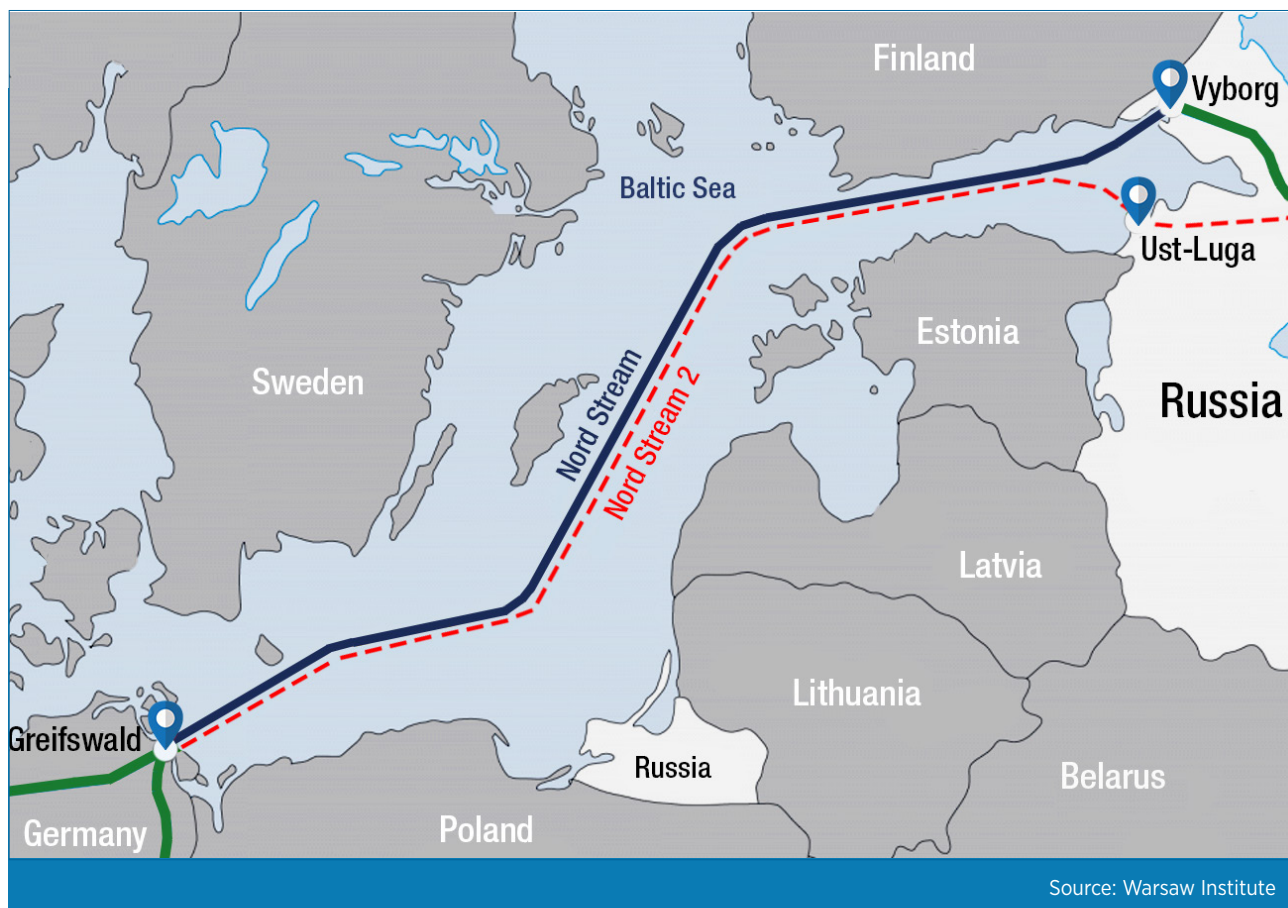 Finland
Vyborg
Baltic Sea
Ust-Luga
Estonia
Sweden
Russia
Nord Stream
Nord Stream 2
Latvia
Lithuania
Greifswald
Russia
Belarus
Germany
Poland
Source: Warsaw Institute